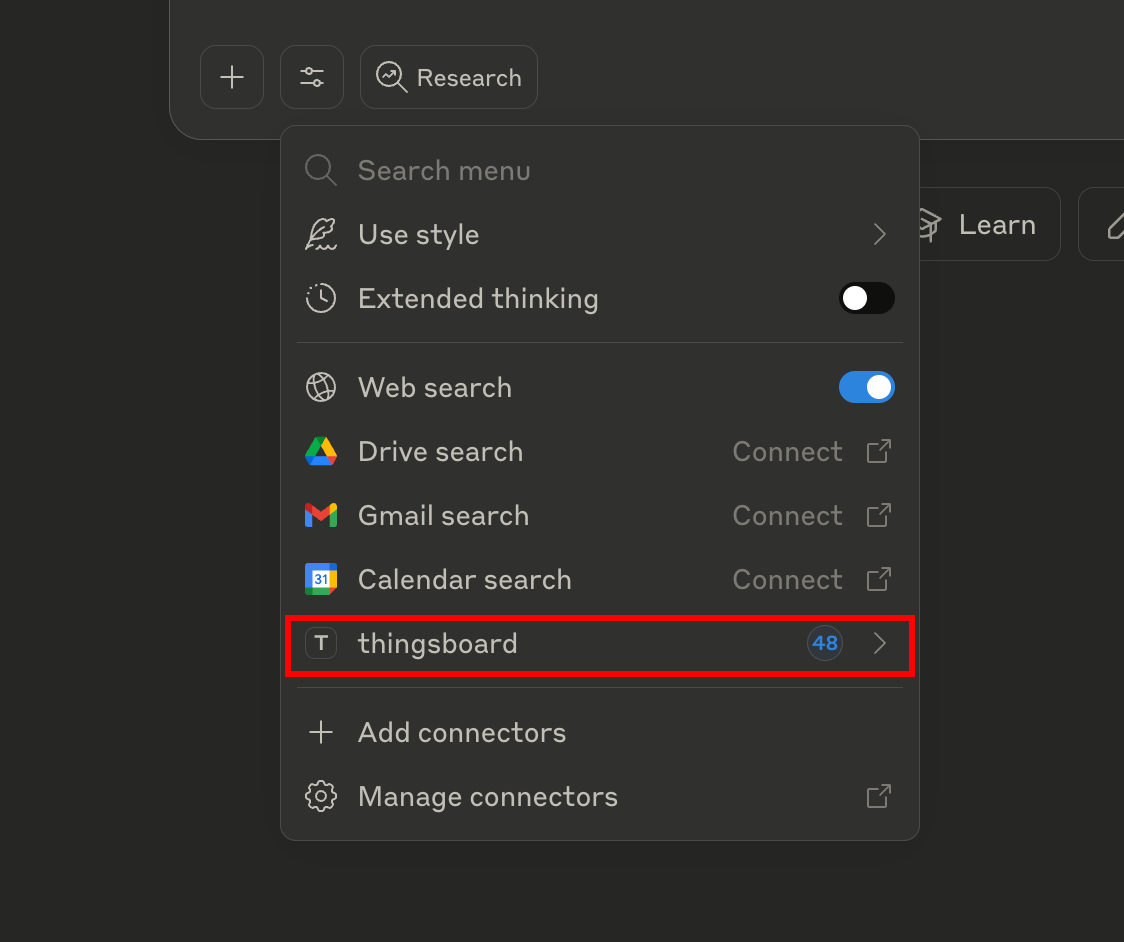 Research
Search menu
Use style
Learn
Extended thinking
Web search
Drive search Connect
Gmail search Connect
31 Calendar search Connect
T thingsboard 48
Add connectors
Manage connectors